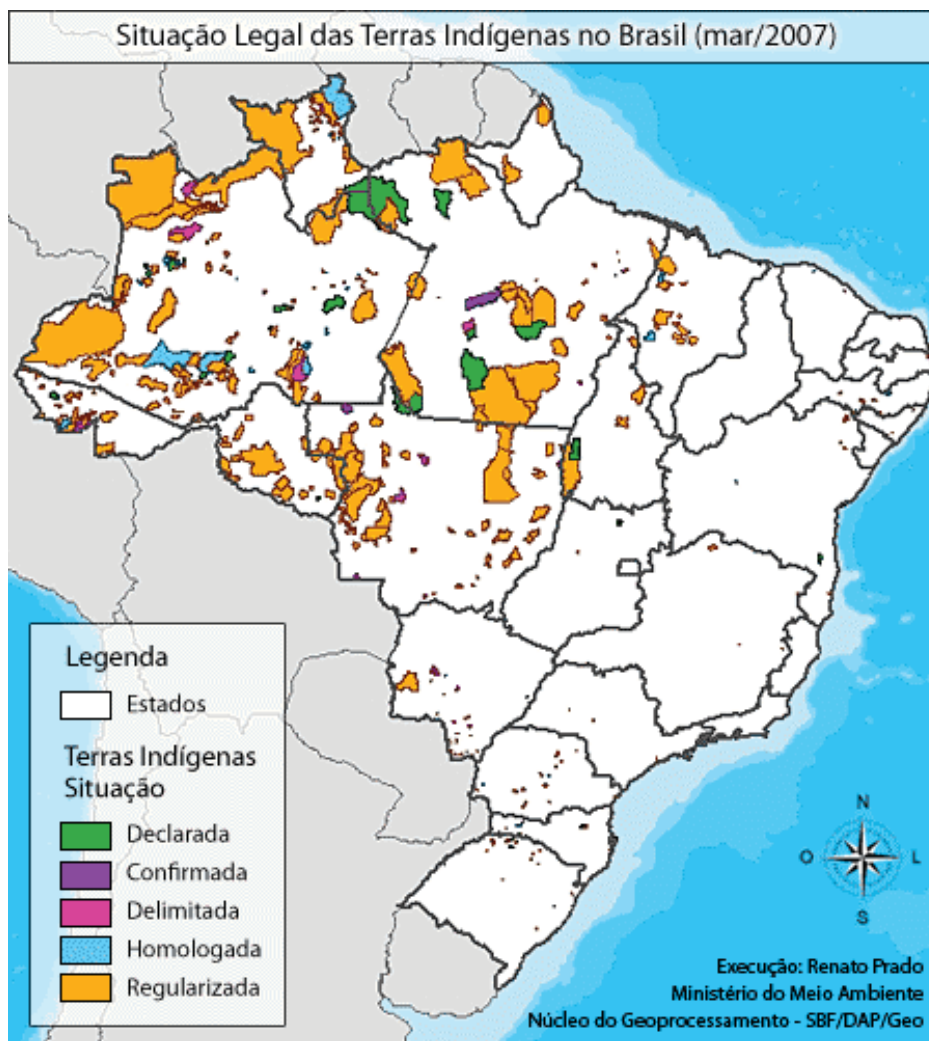 Situação Legal das Terras Indígenas no Brasil (mar/2007)
Legenda
Estados
Terras Indígenas
Situação
Declarada
Confirmada
Delimitada
Homologada
Regularizada
N
O
L
S
Execução: Renato Prado
Ministério do Meio Ambiente
Núcleo do Geoprocessamento - SBF/DAP/Geo